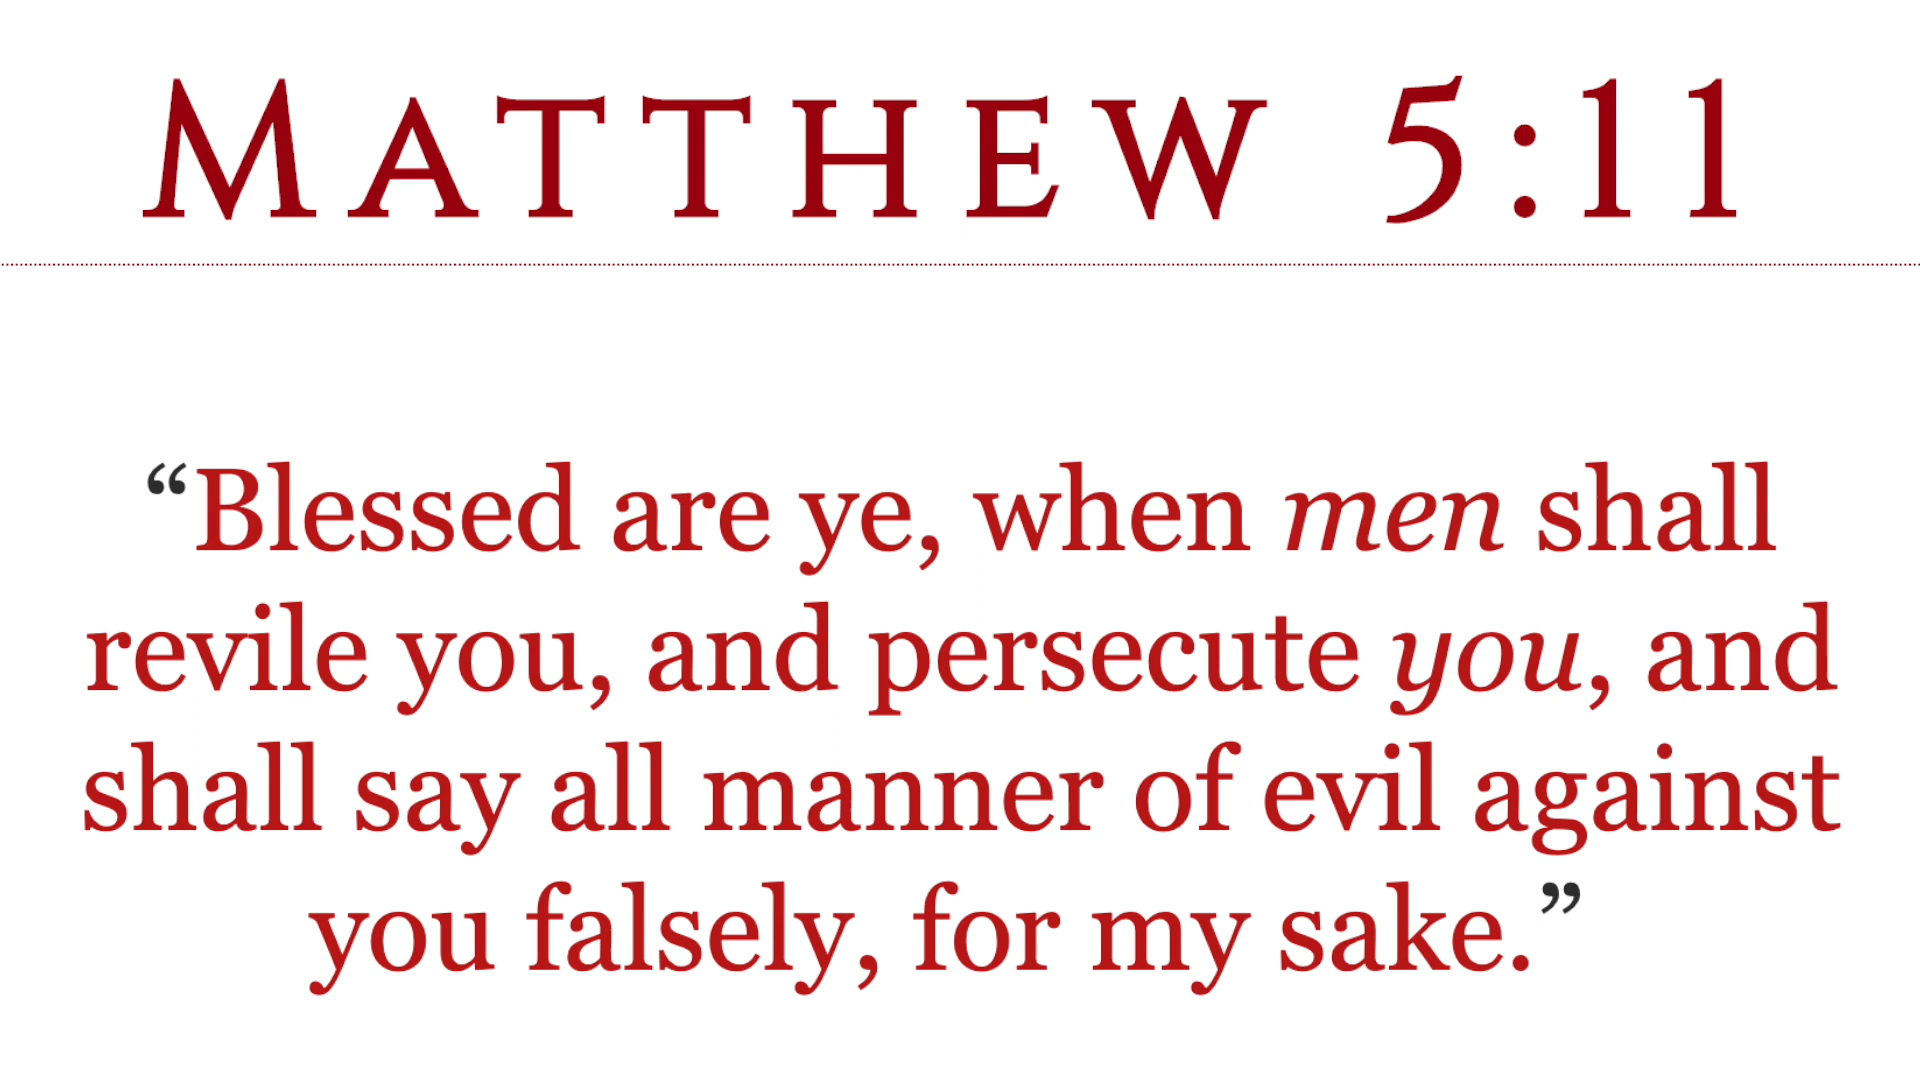 MATTHEW 5:11
“Blessed are ye, when men shall
revile you, and persecute you, and
shall say all manner of evil against
you falsely, for my sake.”